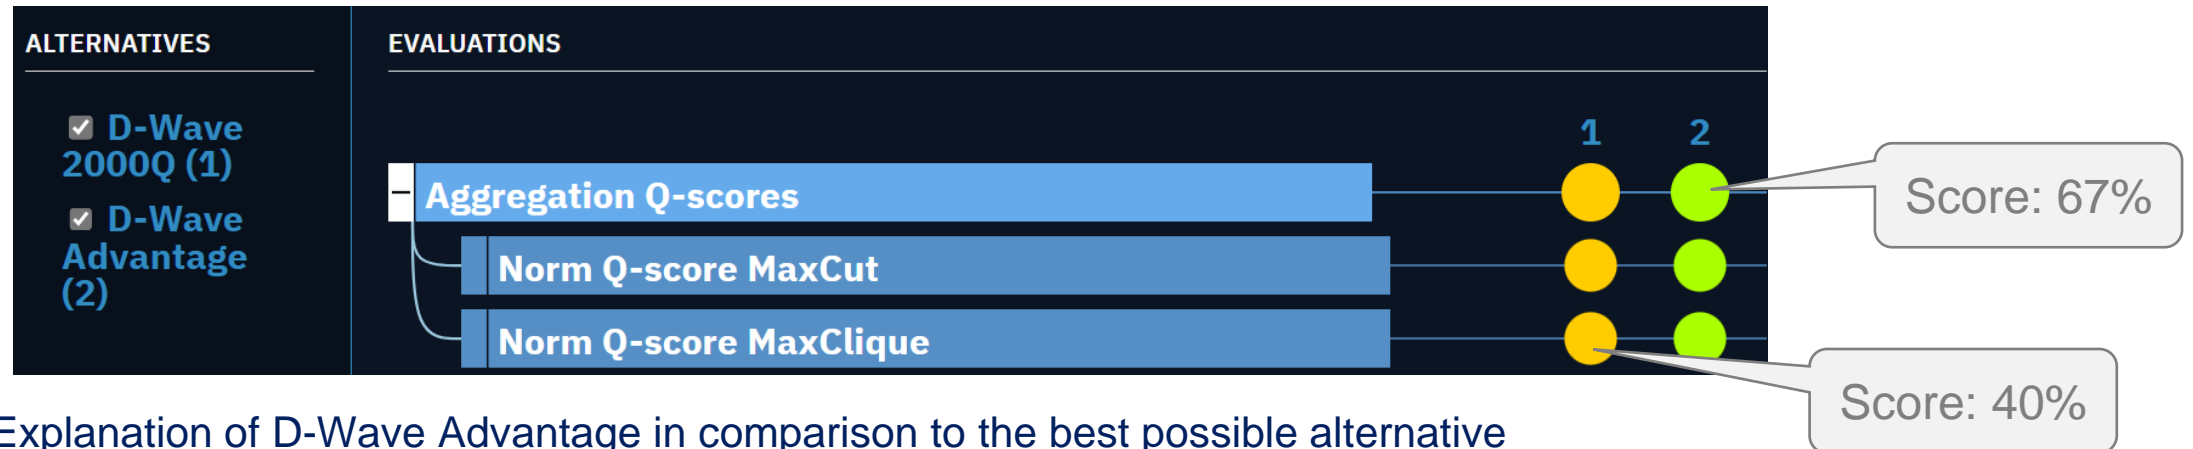 ALTERNATIVES
EVALUATIONS
D-Wave
2000Q (1)
D-Wave
Advantage
(2)
1 2
Aggregation Q-scores
Norm Q-score MaxCut
Norm Q-score MaxClique
Score: 67%
Score: 40%
Explanation of D-Wave Advantage in comparison to the best possible alternative